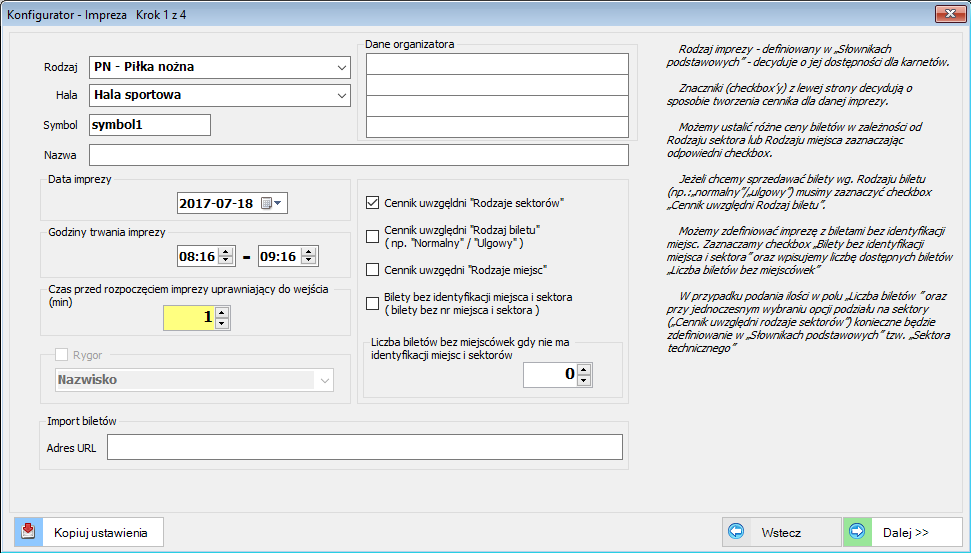 Konfigurator - Impreza   Krok 1 z 4
Rodzaj
PN - Piłka nożna
Hala
Hala sportowa
Symbol
symbol1
Nazwa
Dane organizatora
Data imprezy
2017-07-18
Godziny trwania imprezy
08:16
-
09:16
Czas przed rozpoczęciem imprezy uprawniający do wejścia
(min)
1
Rygor
Nazwisko
Cennik uwzgęldni "Rodzaje sektorów"
Cennik uwzgłędni "Rodzaj biletu"
( np. "Normalny" / "Ulgowy" )
Cennik uwzgędni "Rodzaje miejsc"
Bilety bez identyfikacji miejsca i sektora
( bilety bez nr miejsca i sektora )
Liczba biletów bez miejscówek gdy nie ma
identyfikacji miejsc i sektorów
0
Import biletów
Adres URL
Rodzaj imprezy - definiowany w „Słownikach
podstawowych” - decyduje o jej dostępności dla karnetów.
Znaczniki (checkbox'y) z lewej strony decydują o
sposobie tworzenia cennika dla danej imprezy.
Możemy ustalić różne ceny biletów w zależności od
Rodzaju sektora lub Rodzaju miejsca zaznaczając
odpowiedni checkbox.
Jeżeli chcemy sprzedawać bilety wg. Rodzaju biletu
(np.:„normalny”/„ulgowy”) musimy zaznaczyć checkbox
„Cennik uwzględni Rodzaj biletu”.
Możemy zdefiniować imprezę z biletami bez identyfikacji
miejsc. Zaznaczamy checkbox „Bilety bez identyfikacji
miejsca i sektora” oraz wpisujemy liczbę dostępnych biletów
„Liczba biletów bez miejscówek”
W przypadku podania ilości w polu „Liczba biletów ” oraz
przy jednoczesnym wybraniu opcji podziału na sektory
(„Cennik uwzględni rodzaje sektorów”) konieczne będzie
zdefiniowanie w „Słownikach podstawowych” tzw. „Sektora
technicznego”
Kopiuj ustawienia
Wstecz
Dalej >>